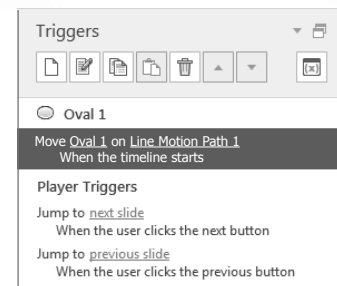 Triggers
(x)
Oval 1
Move Oval 1 on Line Motion Path 1
When the timeline starts
Player Triggers
Jump to next slide
When the user clicks the next button
Jump to previous slide
When the user clicks the previous button